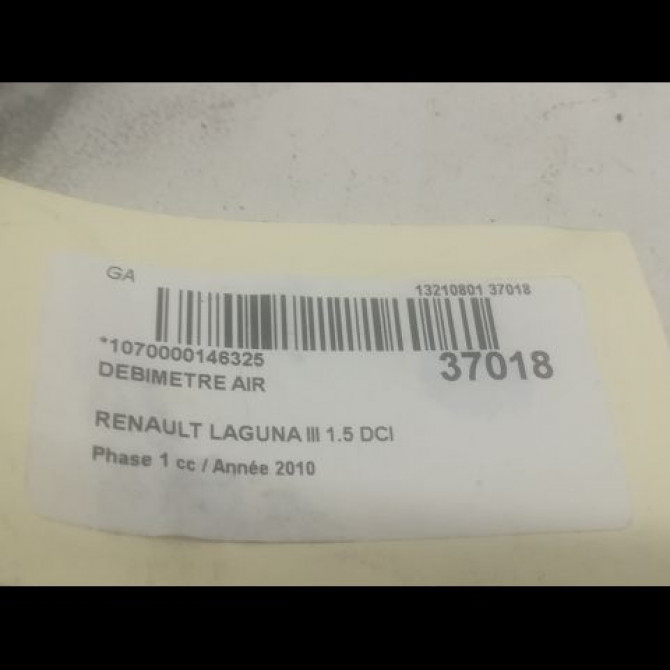 GA
13210801 37018
*1070000146325
37018
DEBIMETRE AIR
RENAULT LAGUNA III 1.5 DCI
Phase 1 cc / Année 2010